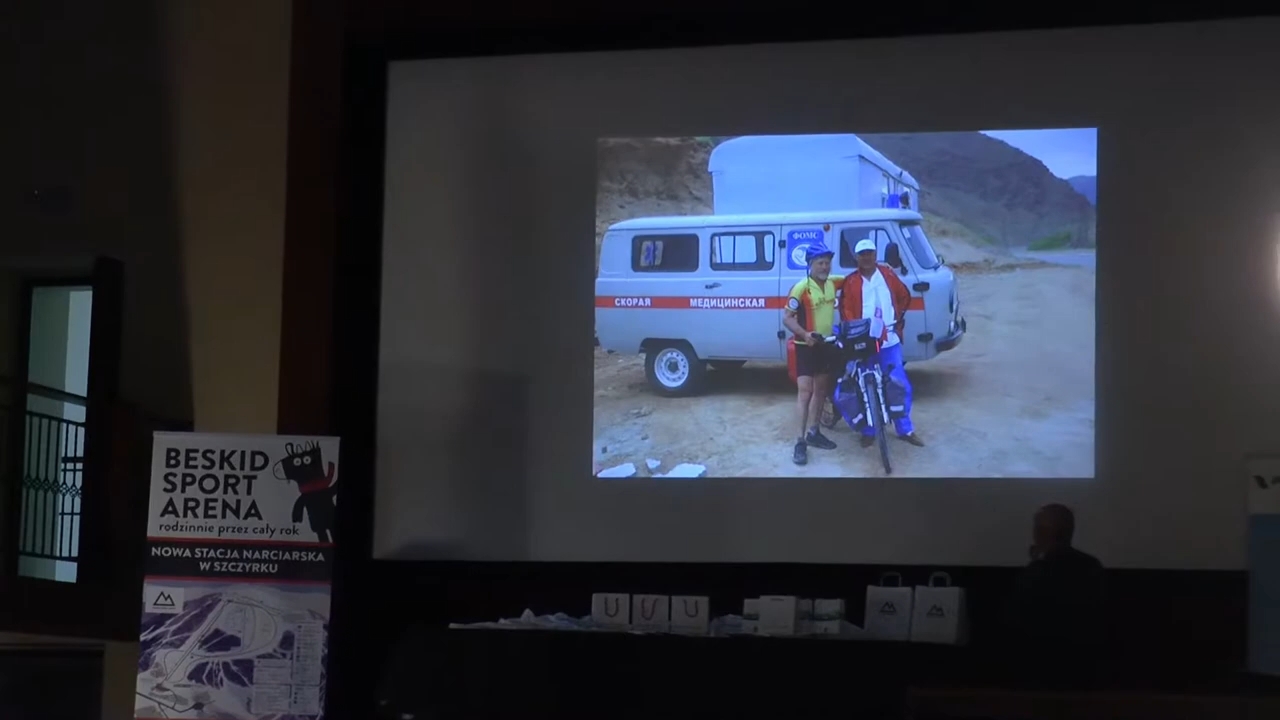 ФОМС
СКОРАЯ МЕДИЦИНСКАЯ
BESKID
SPORT
ARENA
rodzinnie przez cały rok
NOWA STACJA NARCIARSKA
W SZCZYRKU